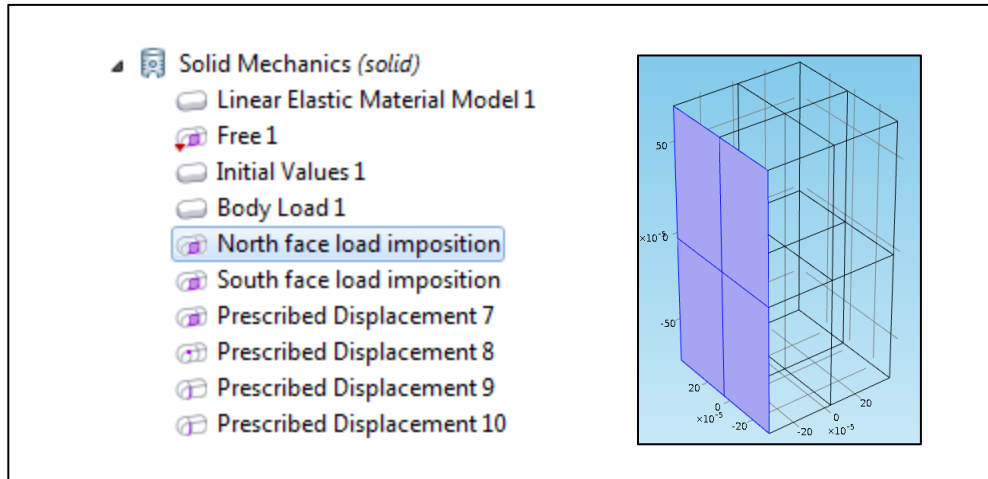 Solid Mechanics (solid)
Linear Elastic Material Model 1
Free 1
Initial Values 1
Body Load 1
North face load imposition
South face load imposition
Prescribed Displacement 7
Prescribed Displacement 8
Prescribed Displacement 9
Prescribed Displacement 10
50
×10⁻⁵ 0
-50
20
0
×10⁻⁵
-20
20
0
-20
×10⁻⁵